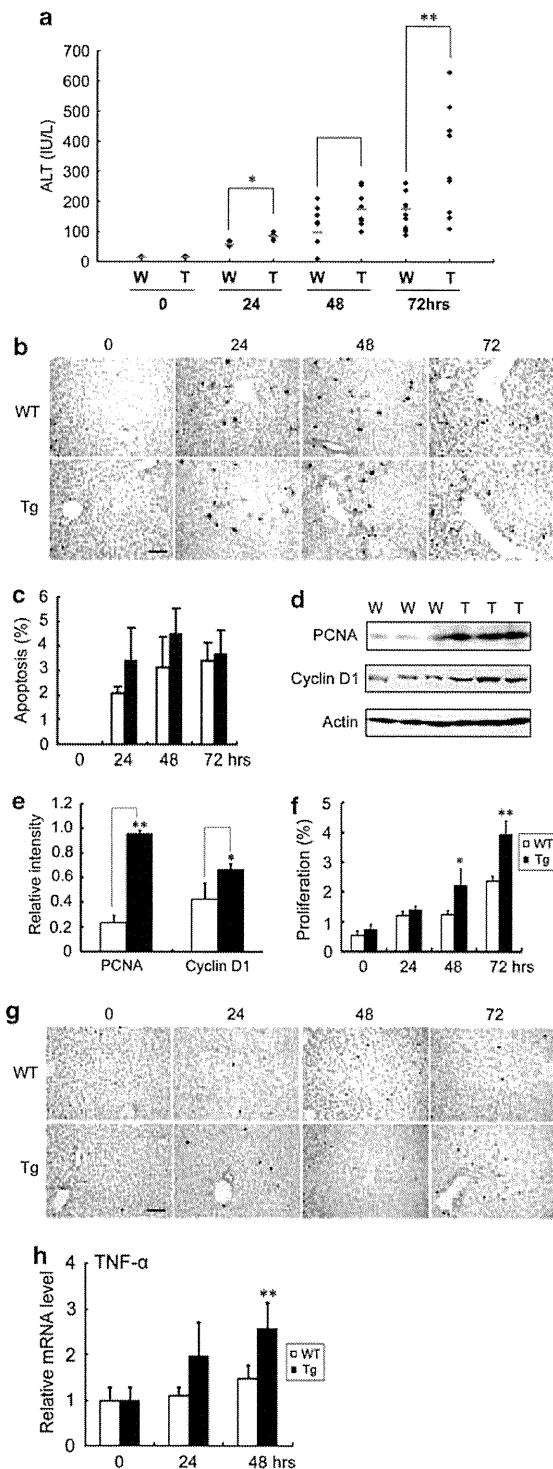 a
**
700
600
500
400
300
200
100
0
ALT (IU/L)
*
W T W T W T W T
0 24 48 72hrs
b
0 24 48 72
WT
Tg
c
6
5
4
3
2
1
0
Apoptosis (%)
0 24 48 72 hrs
d
W W W T T T
PCNA
Cyclin D1
Actin
e
1.2
1.0
0.8
0.6
0.4
0.2
0
Relative intensity
** *
PCNA Cyclin D1
f
5
4
3
2
1
0
Proliferation (%)
* **
WT
Tg
0 24 48 72 hrs
g
0 24 48 72
WT
Tg
h
TNF-α
4
3
2
1
0
Relative mRNA level
**
WT
Tg
0 24 48 hrs